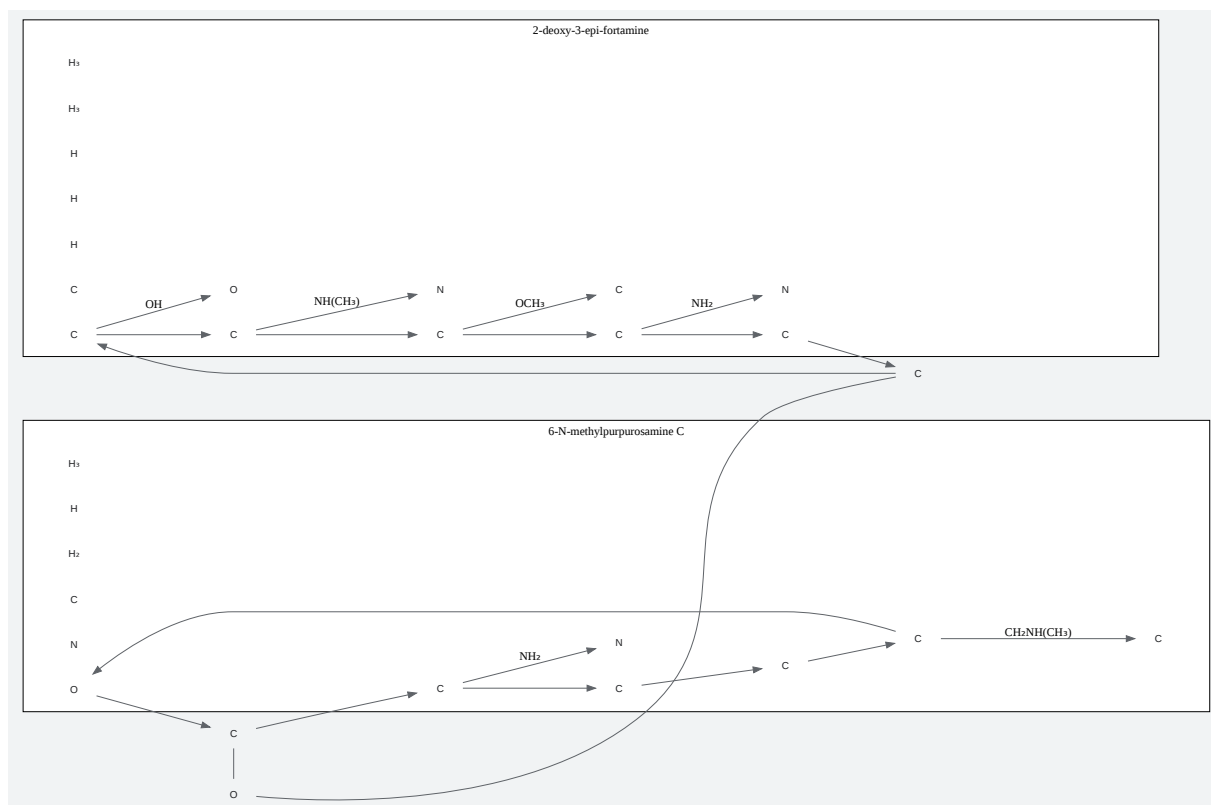 2-deoxy-3-epi-fortamine
H₃
H₃
H
H
H
C
OH
O
NH(CH₃)
N
OCH₃
C
NH₂
N
C
C
C
C
C
C
6-N-methylpurpurosamine C
H₃
H
H₂
C
C
CH₂NH(CH₃)
C
N
NH₂
N
C
O
C
C
C
O